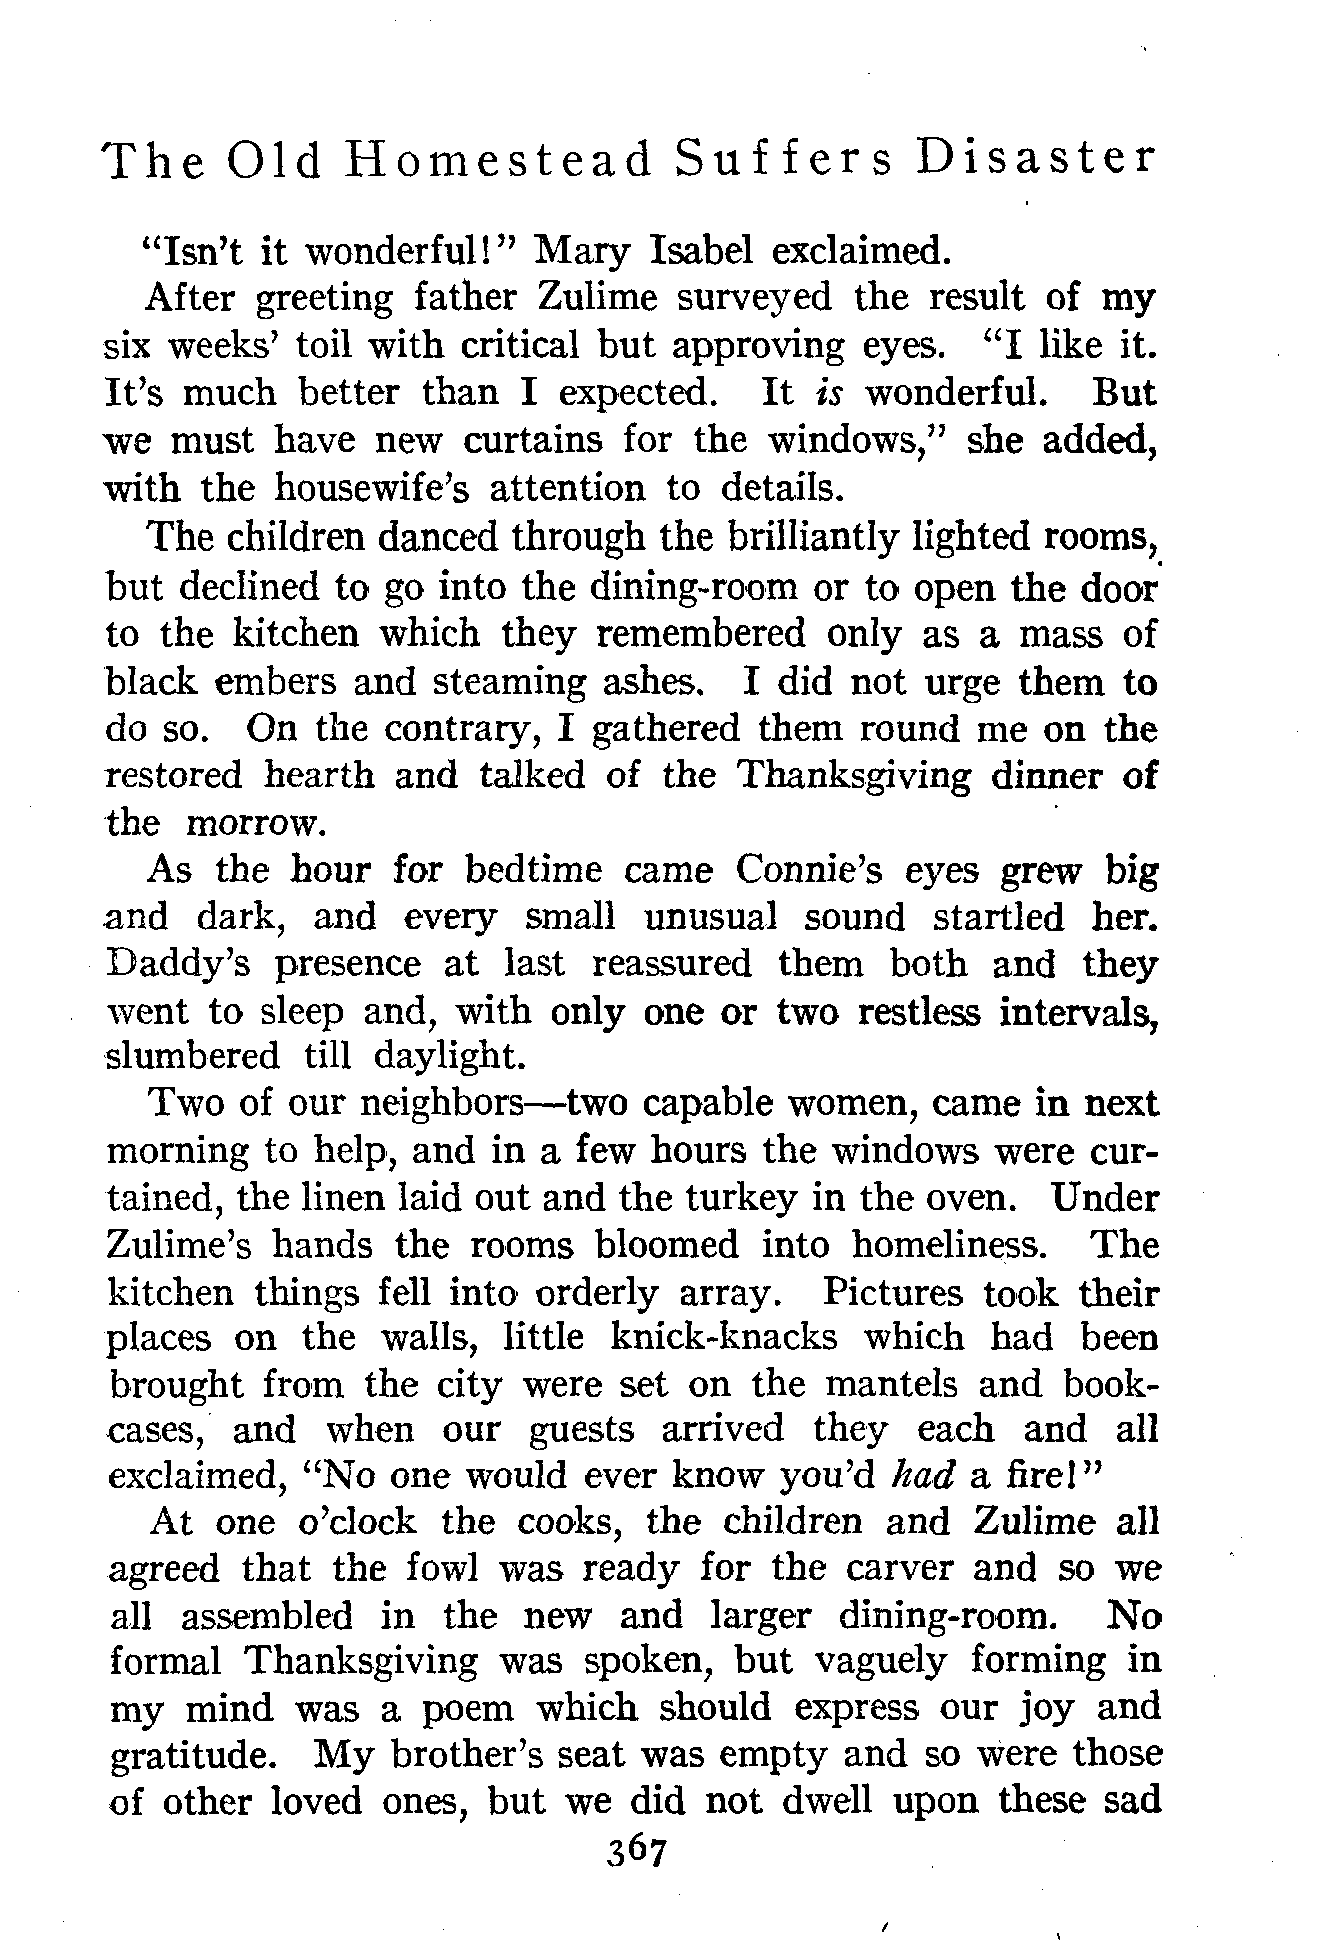 The Old Homestead Suffers Disaster
“Isn’t it wonderful!” Mary Isabel exclaimed.
After greeting father Zulime surveyed the result of my
six weeks’ toil with critical but approving eyes. “I like it.
It’s much better than I expected. It is wonderful. But
we must have new curtains for the windows,” she added,
with the housewife’s attention to details.
The children danced through the brilliantly lighted rooms,
but declined to go into the dining-room or to open the door
to the kitchen which they remembered only as a mass of
black embers and steaming ashes. I did not urge them to
do so. On the contrary, I gathered them round me on the
restored hearth and talked of the Thanksgiving dinner of
the morrow.
As the hour for bedtime came Connie’s eyes grew big
and dark, and every small unusual sound startled her.
Daddy’s presence at last reassured them both and they
went to sleep and, with only one or two restless intervals,
slumbered till daylight.
Two of our neighbors—two capable women, came in next
morning to help, and in a few hours the windows were cur-
tained, the linen laid out and the turkey in the oven. Under
Zulime’s hands the rooms bloomed into homeliness. The
kitchen things fell into orderly array. Pictures took their
places on the walls, little knick-knacks which had been
brought from the city were set on the mantels and book-
cases, and when our guests arrived they each and all
exclaimed, “No one would ever know you’d had a fire!”
At one o’clock the cooks, the children and Zulime all
agreed that the fowl was ready for the carver and so we
all assembled in the new and larger dining-room. No
formal Thanksgiving was spoken, but vaguely forming in
my mind was a poem which should express our joy and
gratitude. My brother’s seat was empty and so were those
of other loved ones, but we did not dwell upon these sad
367